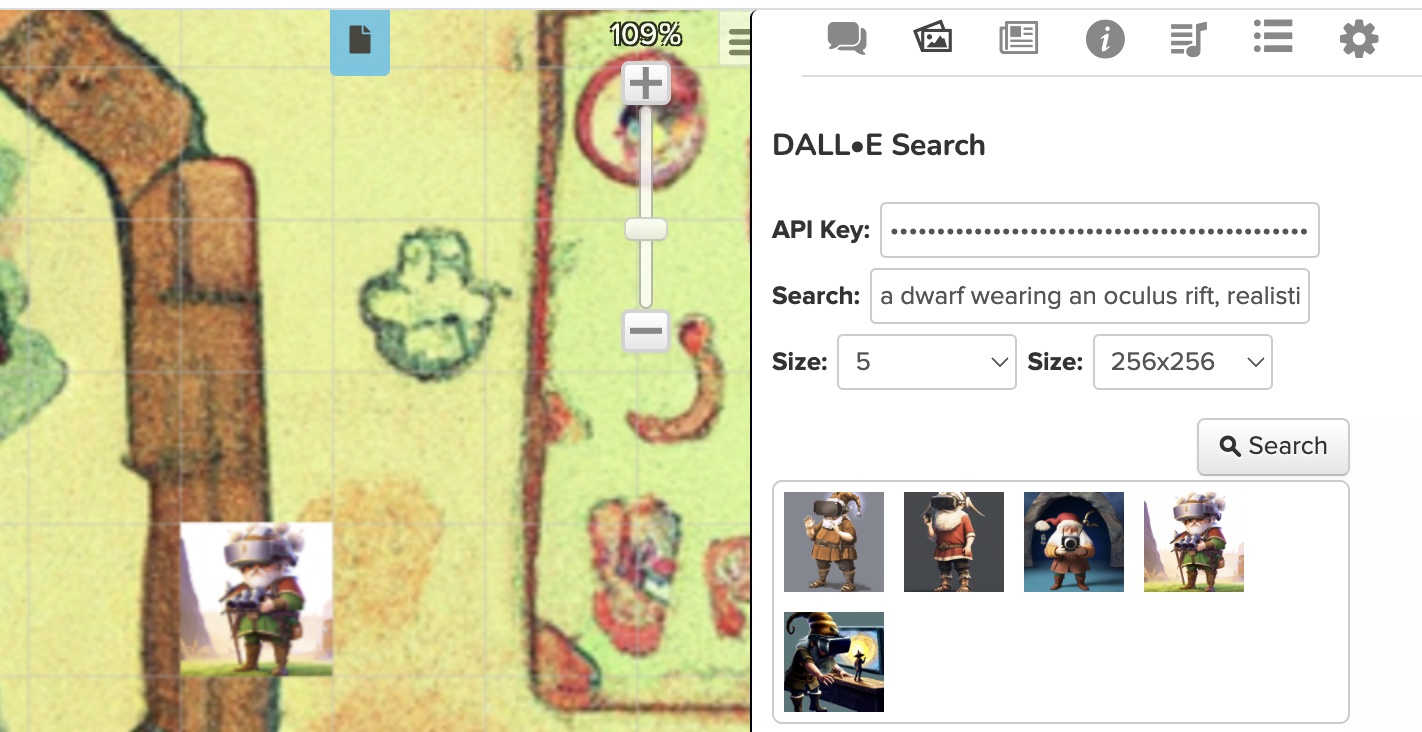 109%
DALL•E Search
API Key: ••••••••••••••••••••••••••••••••••••••••••••••
Search: a dwarf wearing an oculus rift, realisti
Size: 5 Size: 256x256
Search